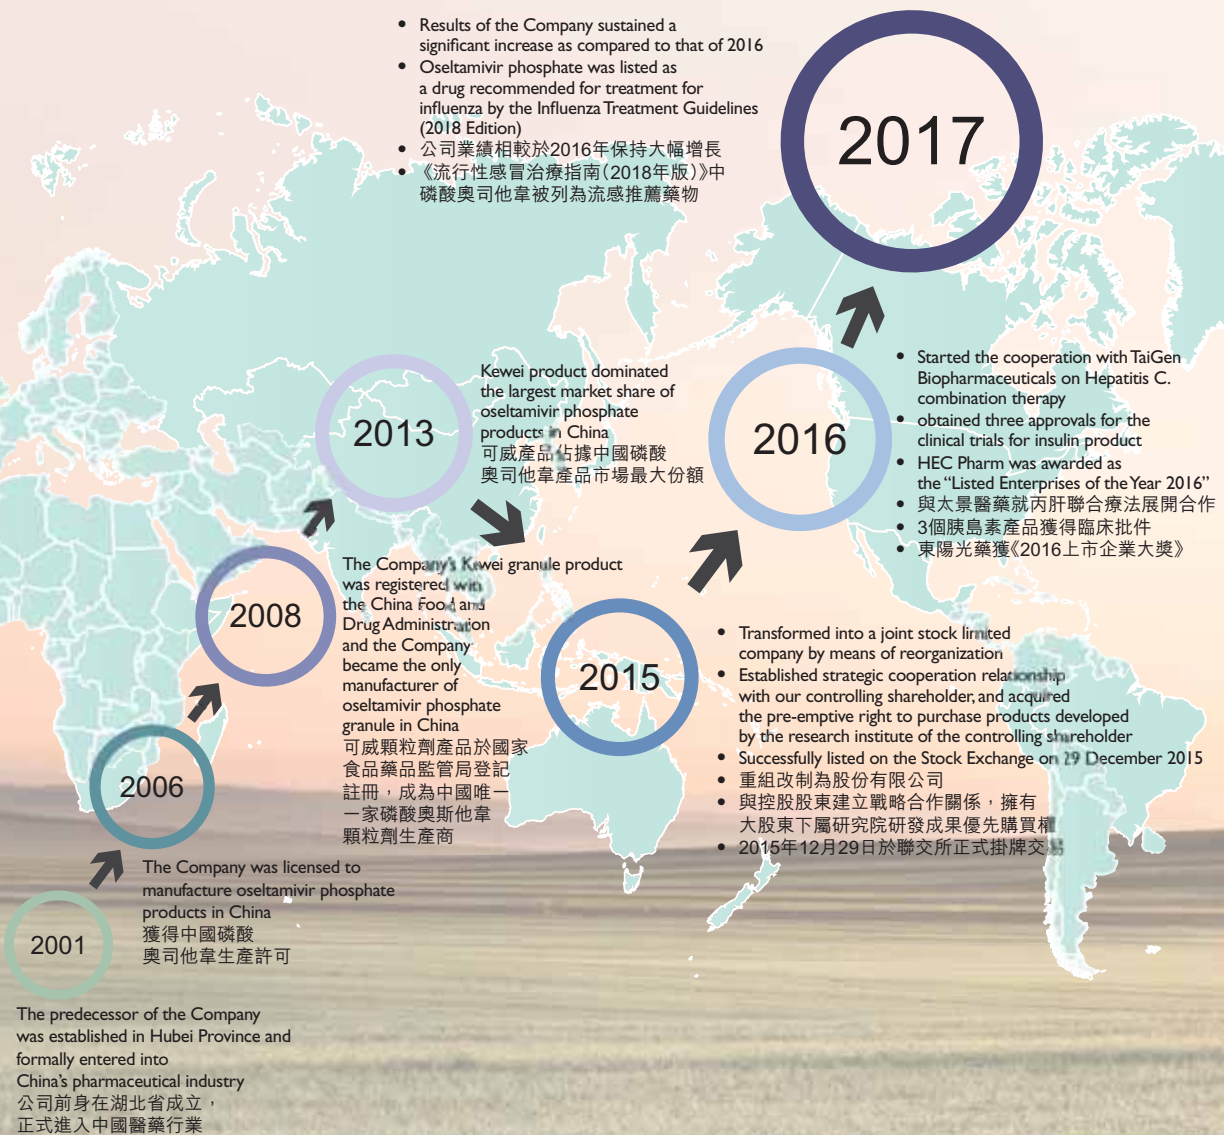 • Results of the Company sustained a
significant increase as compared to that of 2016
• Oseltamivir phosphate was listed as
a drug recommended for treatment for
influenza by the Influenza Treatment Guidelines
(2018 Edition)
• 公司業績相較於2016年保持大幅增長
• 《流行性感冒治療指南(2018年版)》中
磷酸奧司他韋被列為流感推薦藥物
2017
2013
Kewei product dominated
the largest market share of
oseltamivir phosphate
products in China
可威產品佔據中國磷酸
奧司他韋產品市場最大份額
2016
• Started the cooperation with TaiGen
Biopharmaceuticals on Hepatitis C.
combination therapy
• obtained three approvals for the
clinical trials for insulin product
• HEC Pharm was awarded as
the “Listed Enterprises of the Year 2016”
• 與太景醫藥就丙肝聯合療法展開合作
• 3個胰島素產品獲得臨床批件
• 東陽光藥獲《2016上市企業大獎》
2008
The Company's Kewei granule product
was registered with
the China Food and
Drug Administration
and the Company
became the only
manufacturer of
oseltamivir phosphate
granule in China
可威顆粒劑產品於國家
食品藥品監管局登記
註冊，成為中國唯一
一家磷酸奧斯他韋
顆粒劑生產商
2015
• Transformed into a joint stock limited
company by means of reorganization
• Established strategic cooperation relationship
with our controlling shareholder, and acquired
the pre-emptive right to purchase products developed
by the research institute of the controlling shareholder
• Successfully listed on the Stock Exchange on 29 December 2015
• 重組改制為股份有限公司
• 與控股股東建立戰略合作關係，擁有
大股東下屬研究院研發成果優先購買權
• 2015年12月29日於聯交所正式掛牌交易
2006
The Company was licensed to
manufacture oseltamivir phosphate
products in China
獲得中國磷酸
奧司他韋生產許可
2001
The predecessor of the Company
was established in Hubei Province and
formally entered into
China's pharmaceutical industry
公司前身在湖北省成立，
正式進入中國醫藥行業